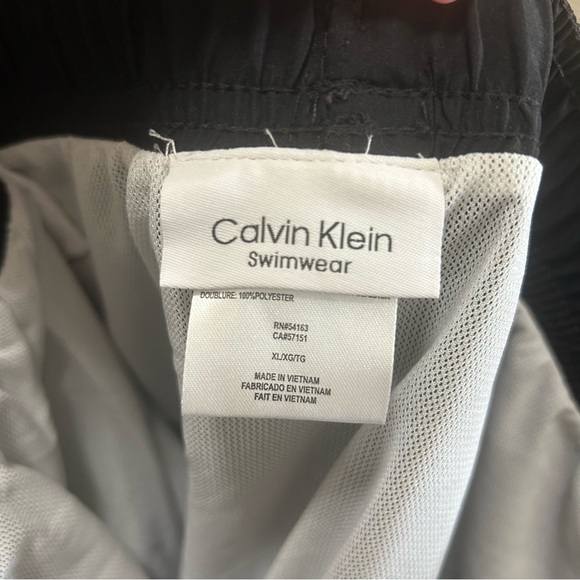 Calvin Klein
Swimwear
DOUBLURE: 100%POLYESTER
RN#54163
CA#57151
XL/XG/TG
MADE IN VIETNAM
FABRICADO EN VIETNAM
FAIT EN VIETNAM